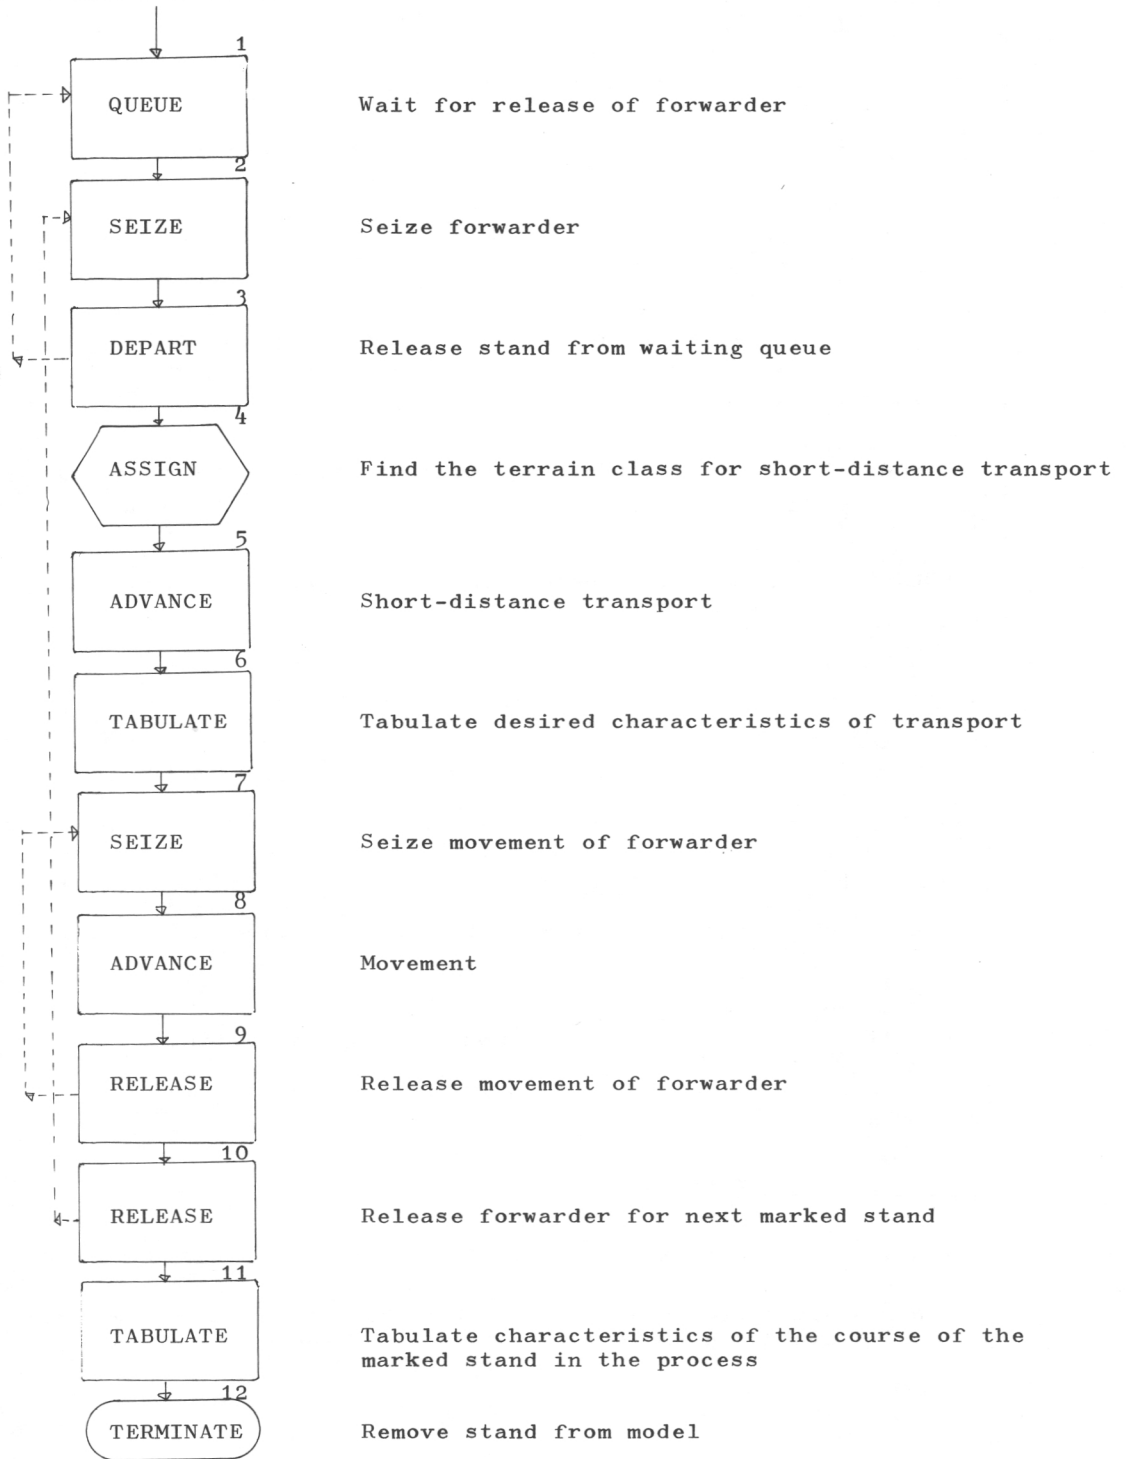 1
QUEUE Wait for release of forwarder
2
SEIZE Seize forwarder
3
DEPART Release stand from waiting queue
4
ASSIGN Find the terrain class for short-distance transport
5
ADVANCE Short-distance transport
6
TABULATE Tabulate desired characteristics of transport
7
SEIZE Seize movement of forwarder
8
ADVANCE Movement
9
RELEASE Release movement of forwarder
10
RELEASE Release forwarder for next marked stand
11
TABULATE Tabulate characteristics of the course of the
marked stand in the process
12
TERMINATE Remove stand from model